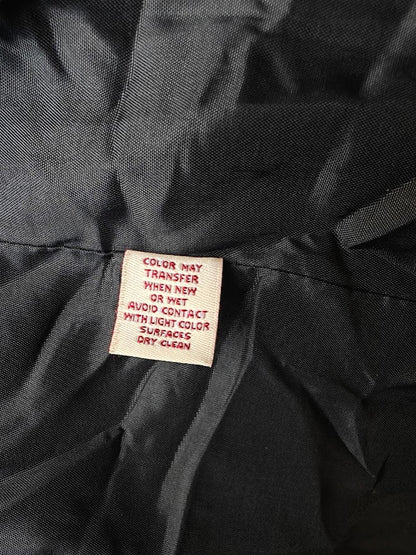 COLOR MAY
TRANSFER
WHEN NEW
OR WET
AVOID CONTACT
WITH LIGHT COLOR
SURFACES
DRY CLEAN